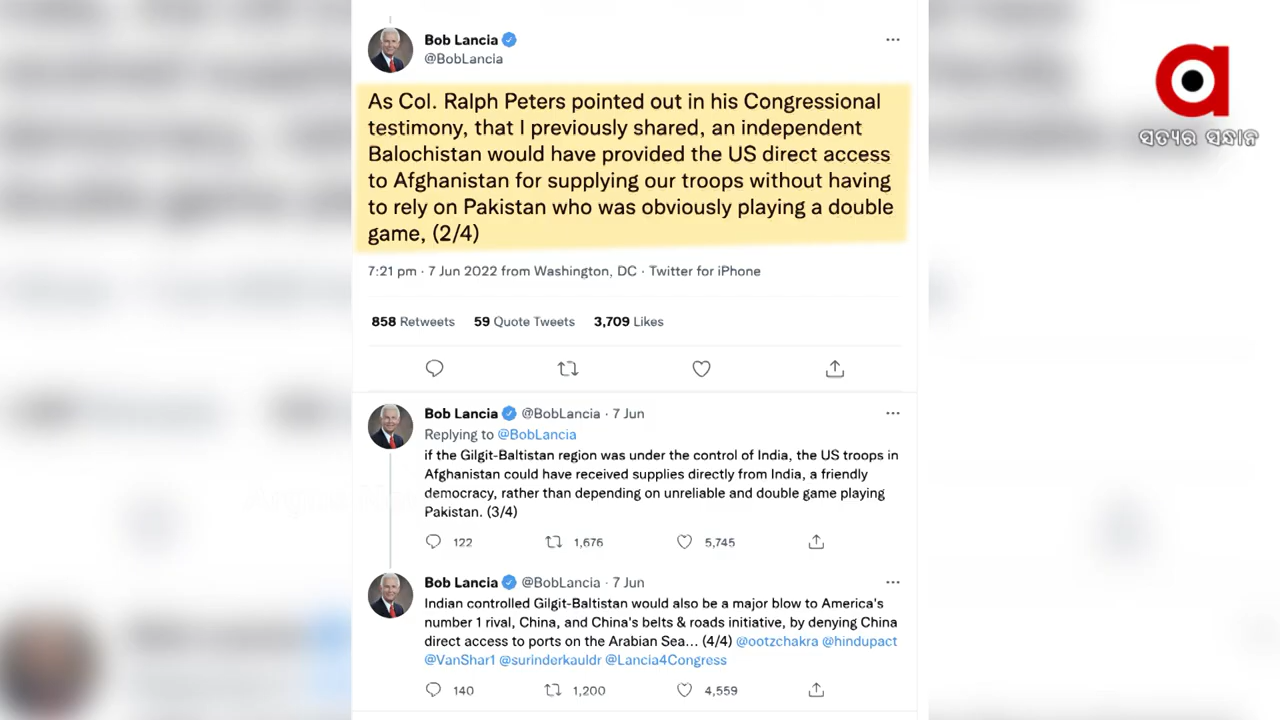 Bob Lancia
@BobLancia
As Col. Ralph Peters pointed out in his Congressional
testimony, that I previously shared, an independent
Balochistan would have provided the US direct access
to Afghanistan for supplying our troops without having
to rely on Pakistan who was obviously playing a double
game, (2/4)
7:21 pm · 7 Jun 2022 from Washington, DC · Twitter for iPhone
858 Retweets 59 Quote Tweets 3,709 Likes
Bob Lancia @BobLancia · 7 Jun
Replying to @BobLancia
if the Gilgit-Baltistan region was under the control of India, the US troops in
Afghanistan could have received supplies directly from India, a friendly
democracy, rather than depending on unreliable and double game playing
Pakistan. (3/4)
122 1,676 5,745
Bob Lancia @BobLancia · 7 Jun
Indian controlled Gilgit-Baltistan would also be a major blow to America's
number 1 rival, China, and China's belts & roads initiative, by denying China
direct access to ports on the Arabian Sea... (4/4) @ootzchakra @hindupact
@VanShar1 @surinderkauldr @Lancia4Congress
140 1,200 4,559
ସତ୍ୟର ସନ୍ଧାନ